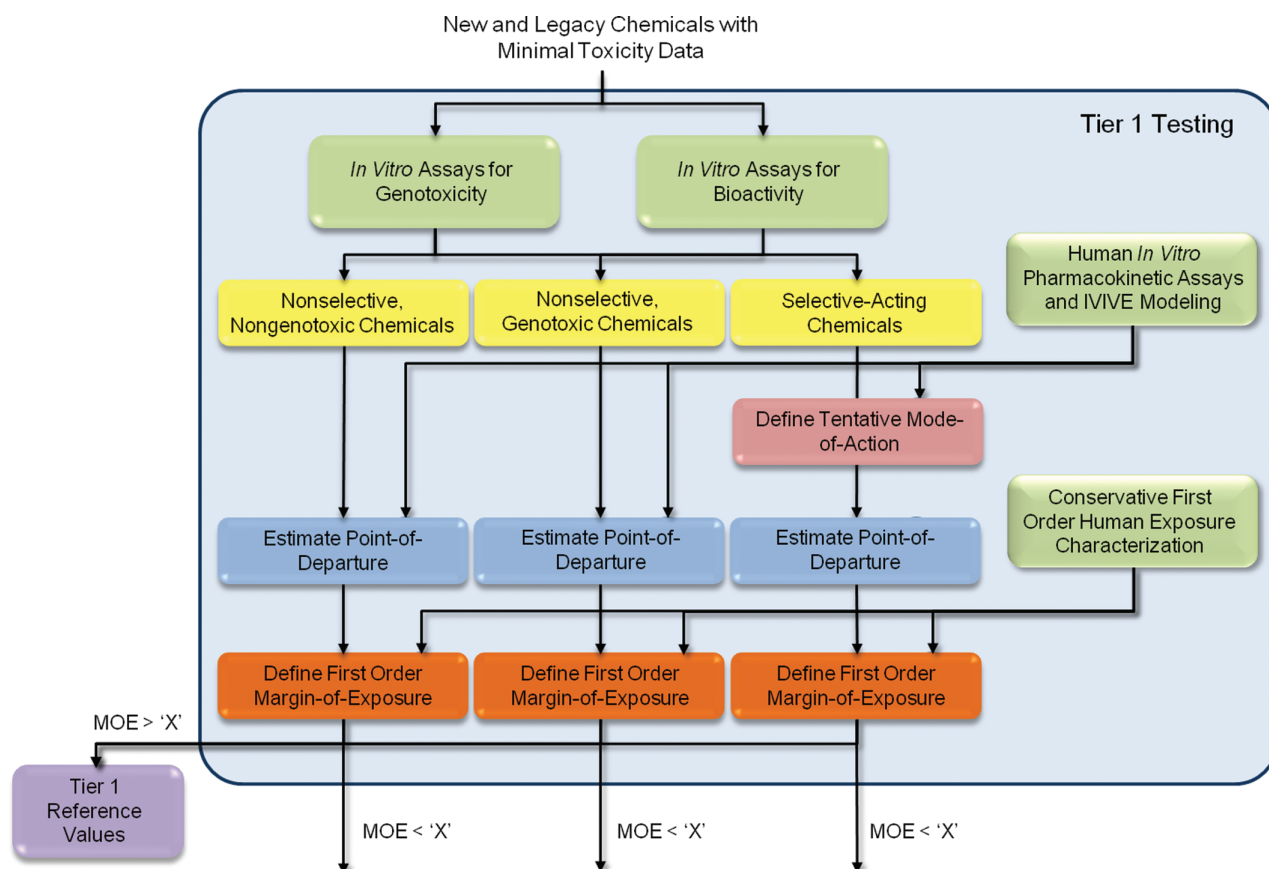 New and Legacy Chemicals with
Minimal Toxicity Data
Tier 1 Testing
In Vitro Assays for
Genotoxicity
In Vitro Assays for
Bioactivity
Human In Vitro
Pharmacokinetic Assays
and IVIVE Modeling
Nonselective,
Nongenotoxic Chemicals
Nonselective,
Genotoxic Chemicals
Selective-Acting
Chemicals
Define Tentative Mode-
of-Action
Conservative First
Order Human Exposure
Characterization
Estimate Point-of-
Departure
Estimate Point-of-
Departure
Estimate Point-of-
Departure
Define First Order
Margin-of-Exposure
Define First Order
Margin-of-Exposure
Define First Order
Margin-of-Exposure
MOE > ‘X’
Tier 1
Reference
Values
MOE < ‘X’
MOE < ‘X’
MOE < ‘X’